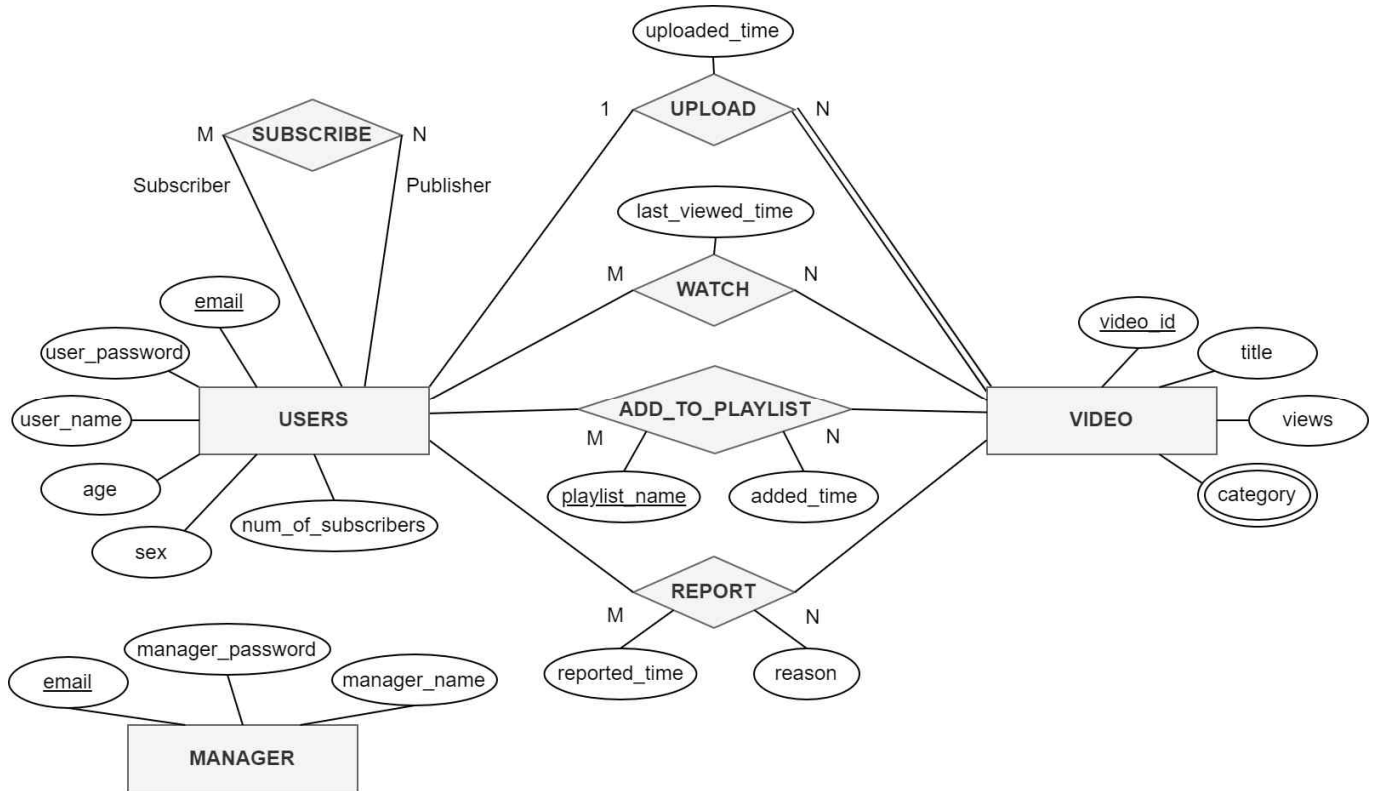 uploaded_time
1
UPLOAD
N
M
SUBSCRIBE
N
Subscriber
Publisher
last_viewed_time
M
WATCH
N
email
user_password
user_name
age
sex
num_of_subscribers
USERS
ADD_TO_PLAYLIST
M
N
playlist_name
added_time
video_id
title
views
category
VIDEO
REPORT
M
N
reported_time
reason
email
manager_password
manager_name
MANAGER